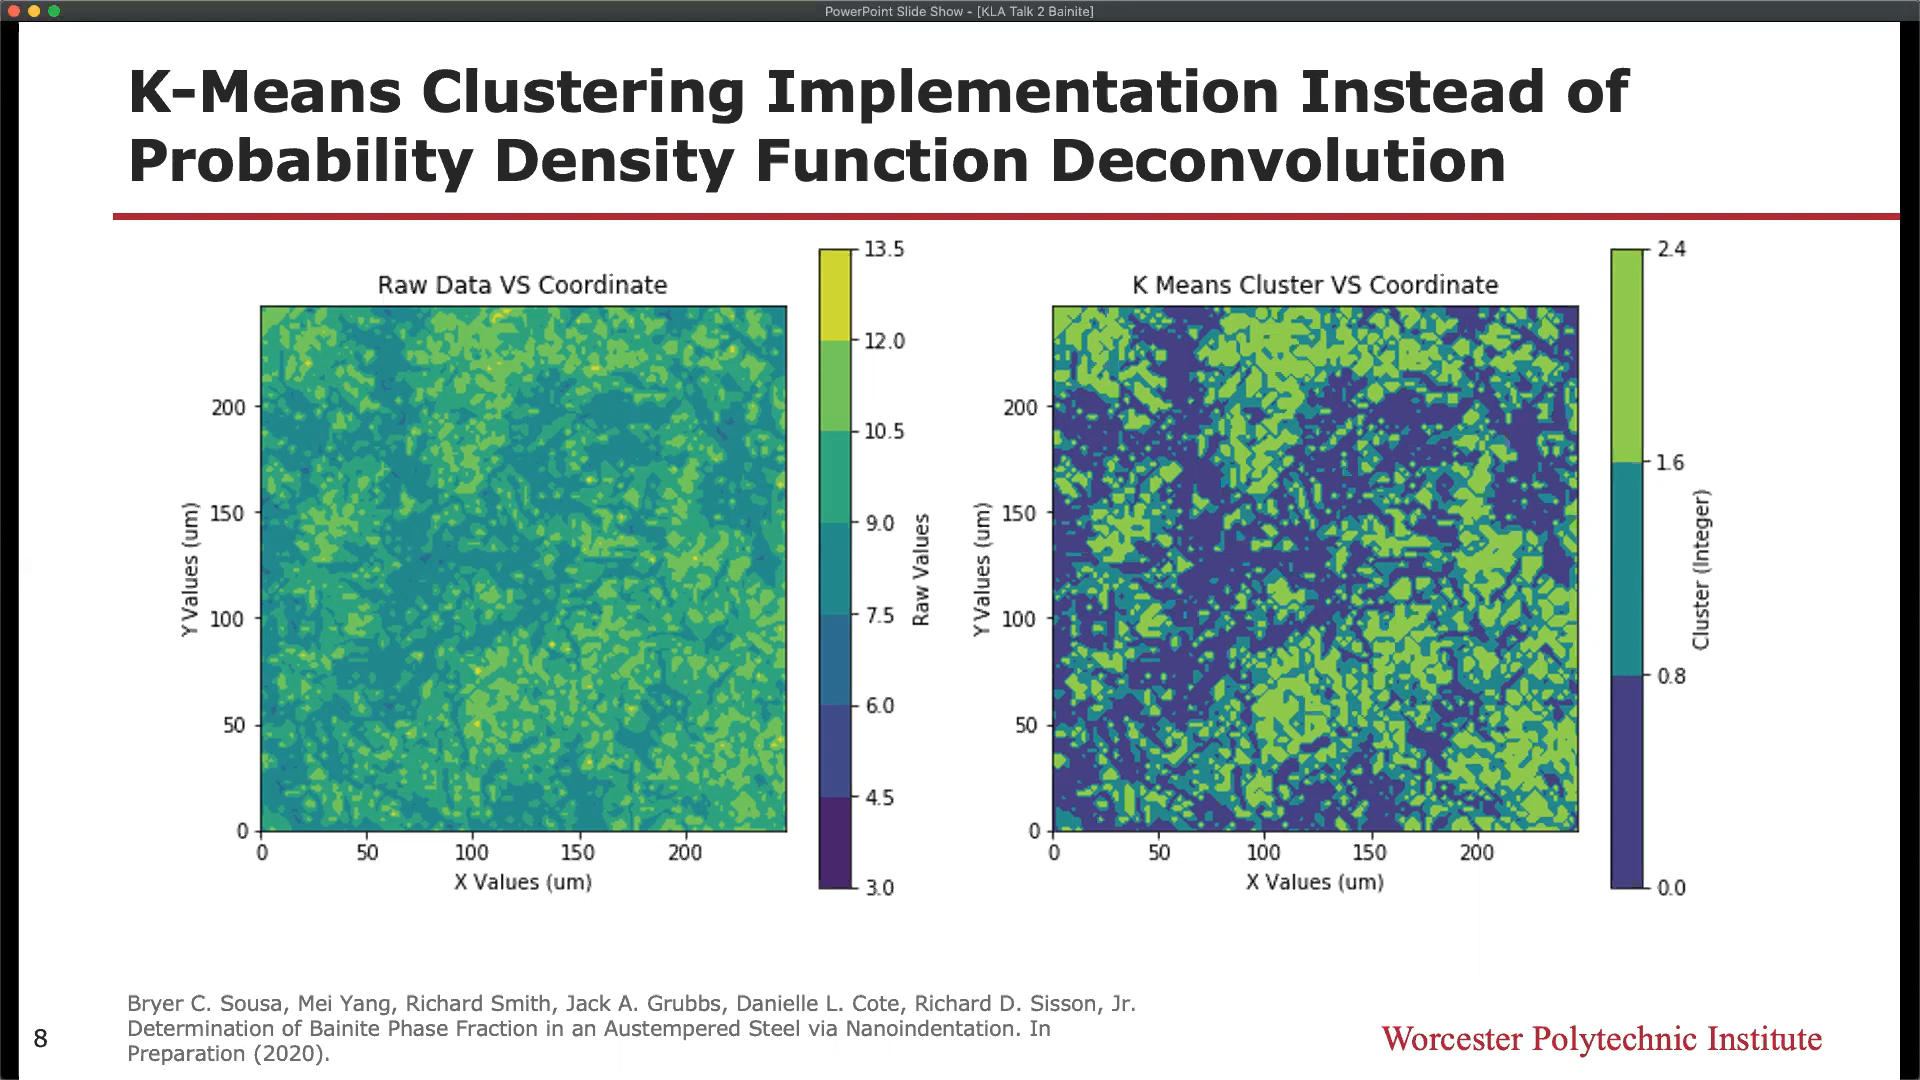 PowerPoint Slide Show - [KLA Talk 2 Bainite]
K-Means Clustering Implementation Instead of
Probability Density Function Deconvolution
Raw Data VS Coordinate
Y Values (um)
200
150
100
50
0
0 50 100 150 200
X Values (um)
13.5
12.0
10.5
9.0
7.5
6.0
4.5
3.0
Raw Values
K Means Cluster VS Coordinate
Y Values (um)
200
150
100
50
0
0 50 100 150 200
X Values (um)
2.4
1.6
0.8
0.0
Cluster (Integer)
Bryer C. Sousa, Mei Yang, Richard Smith, Jack A. Grubbs, Danielle L. Cote, Richard D. Sisson, Jr.
Determination of Bainite Phase Fraction in an Austempered Steel via Nanoindentation. In
Preparation (2020).
8
Worcester Polytechnic Institute